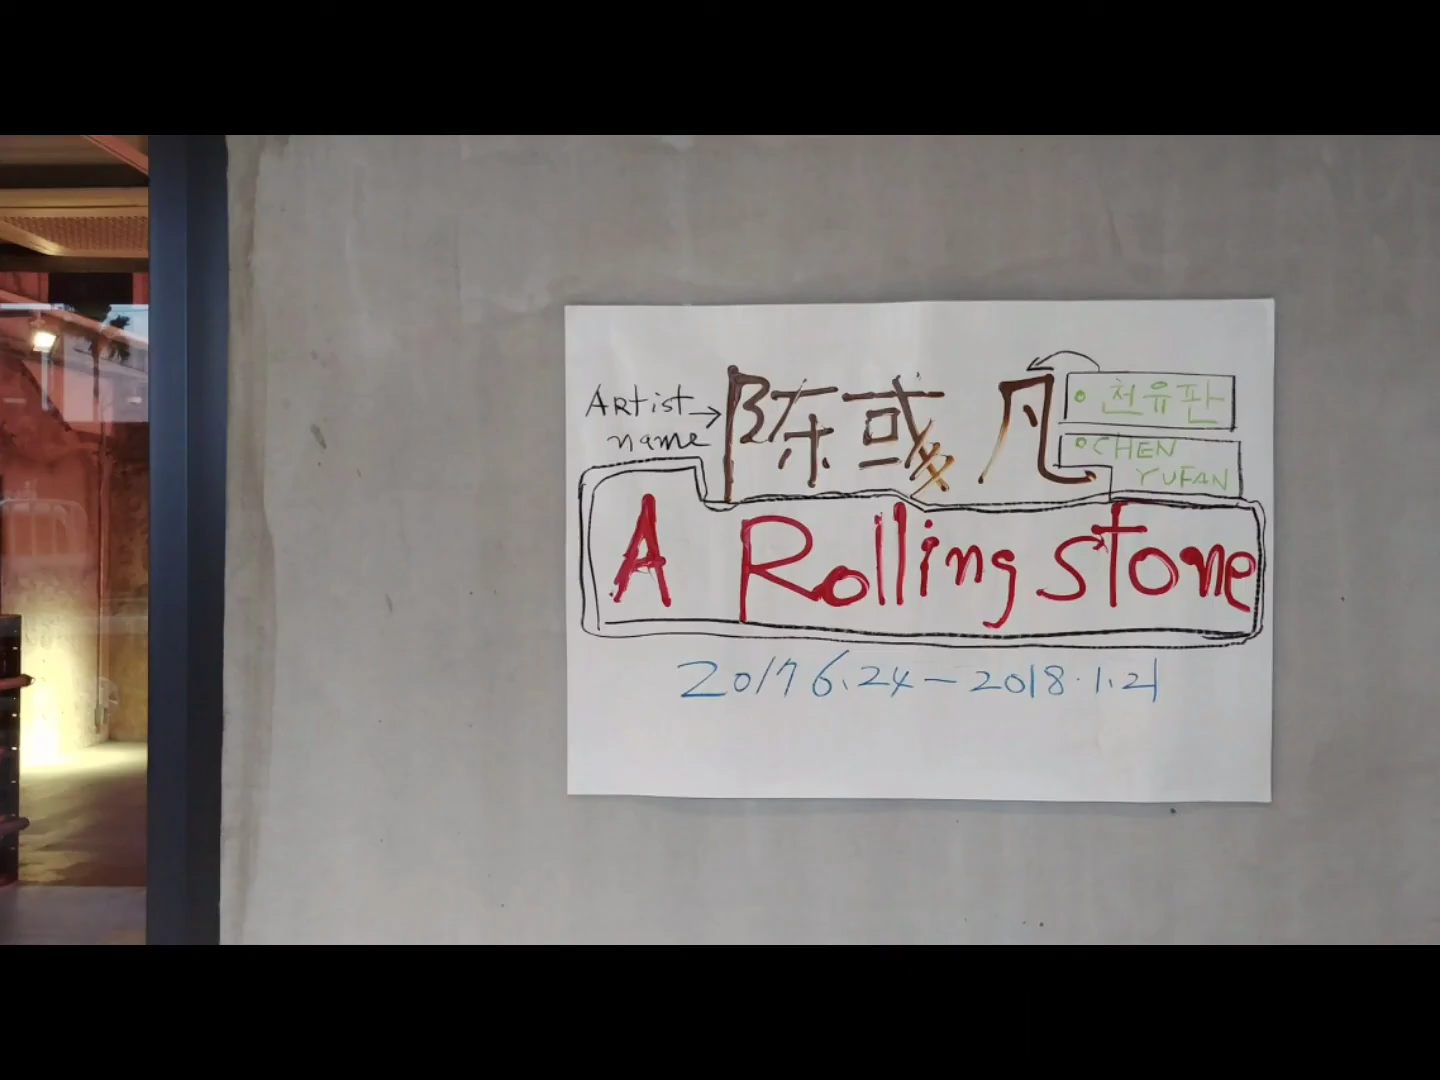 Artist name → 陈彧凡
• 천유판
• CHEN YUFAN
A Rolling stone
2017 6.24-2018.1.21